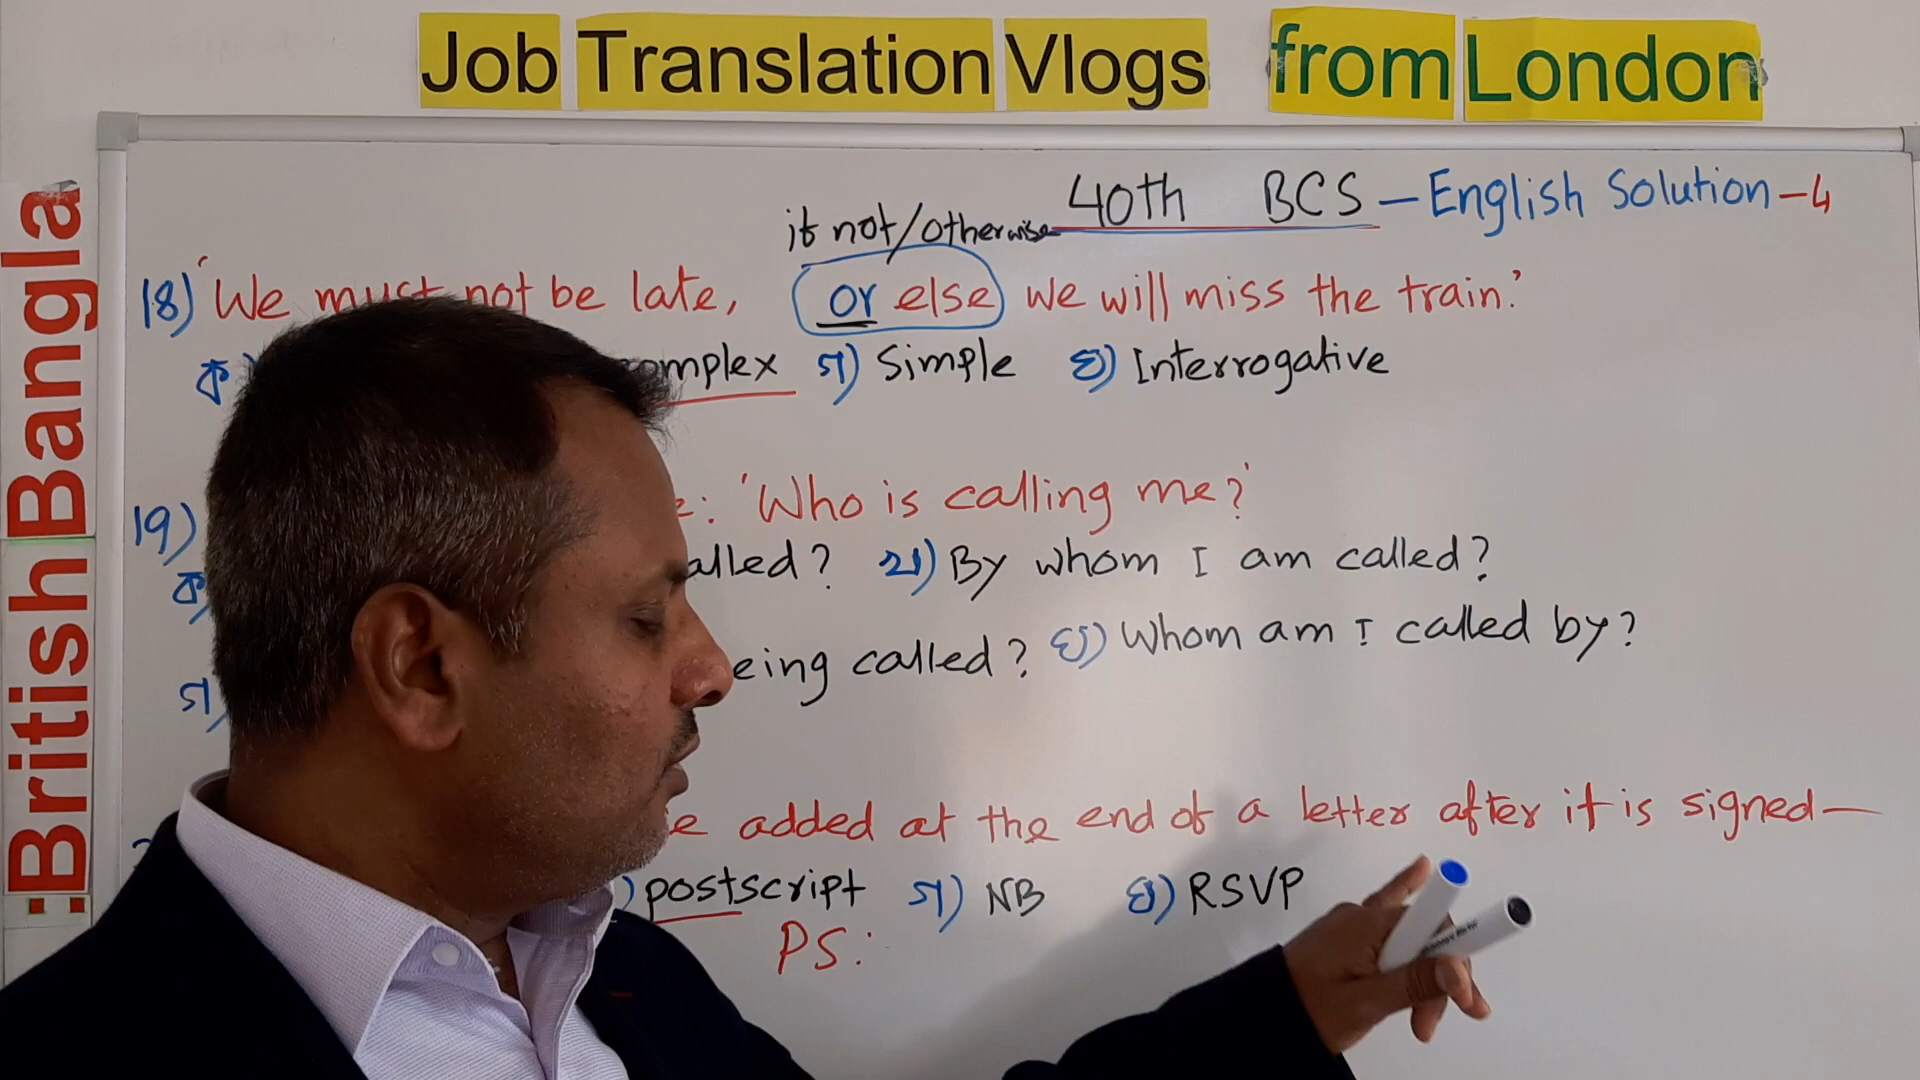 Job Translation Vlogs from London
:British Bangla
40th BCS - English Solution - 4
if not/otherwise
18) 'We must not be late, or else we will miss the train.'
ক complex গ) Simple ঘ) Interrogative
19) 'Who is calling me?'
ক called? খ) By whom I am called?
গ being called? ঘ) Whom am I called by?
added at the end of a letter after it is signed—
postscript গ) NB ঘ) RSVP
PS: